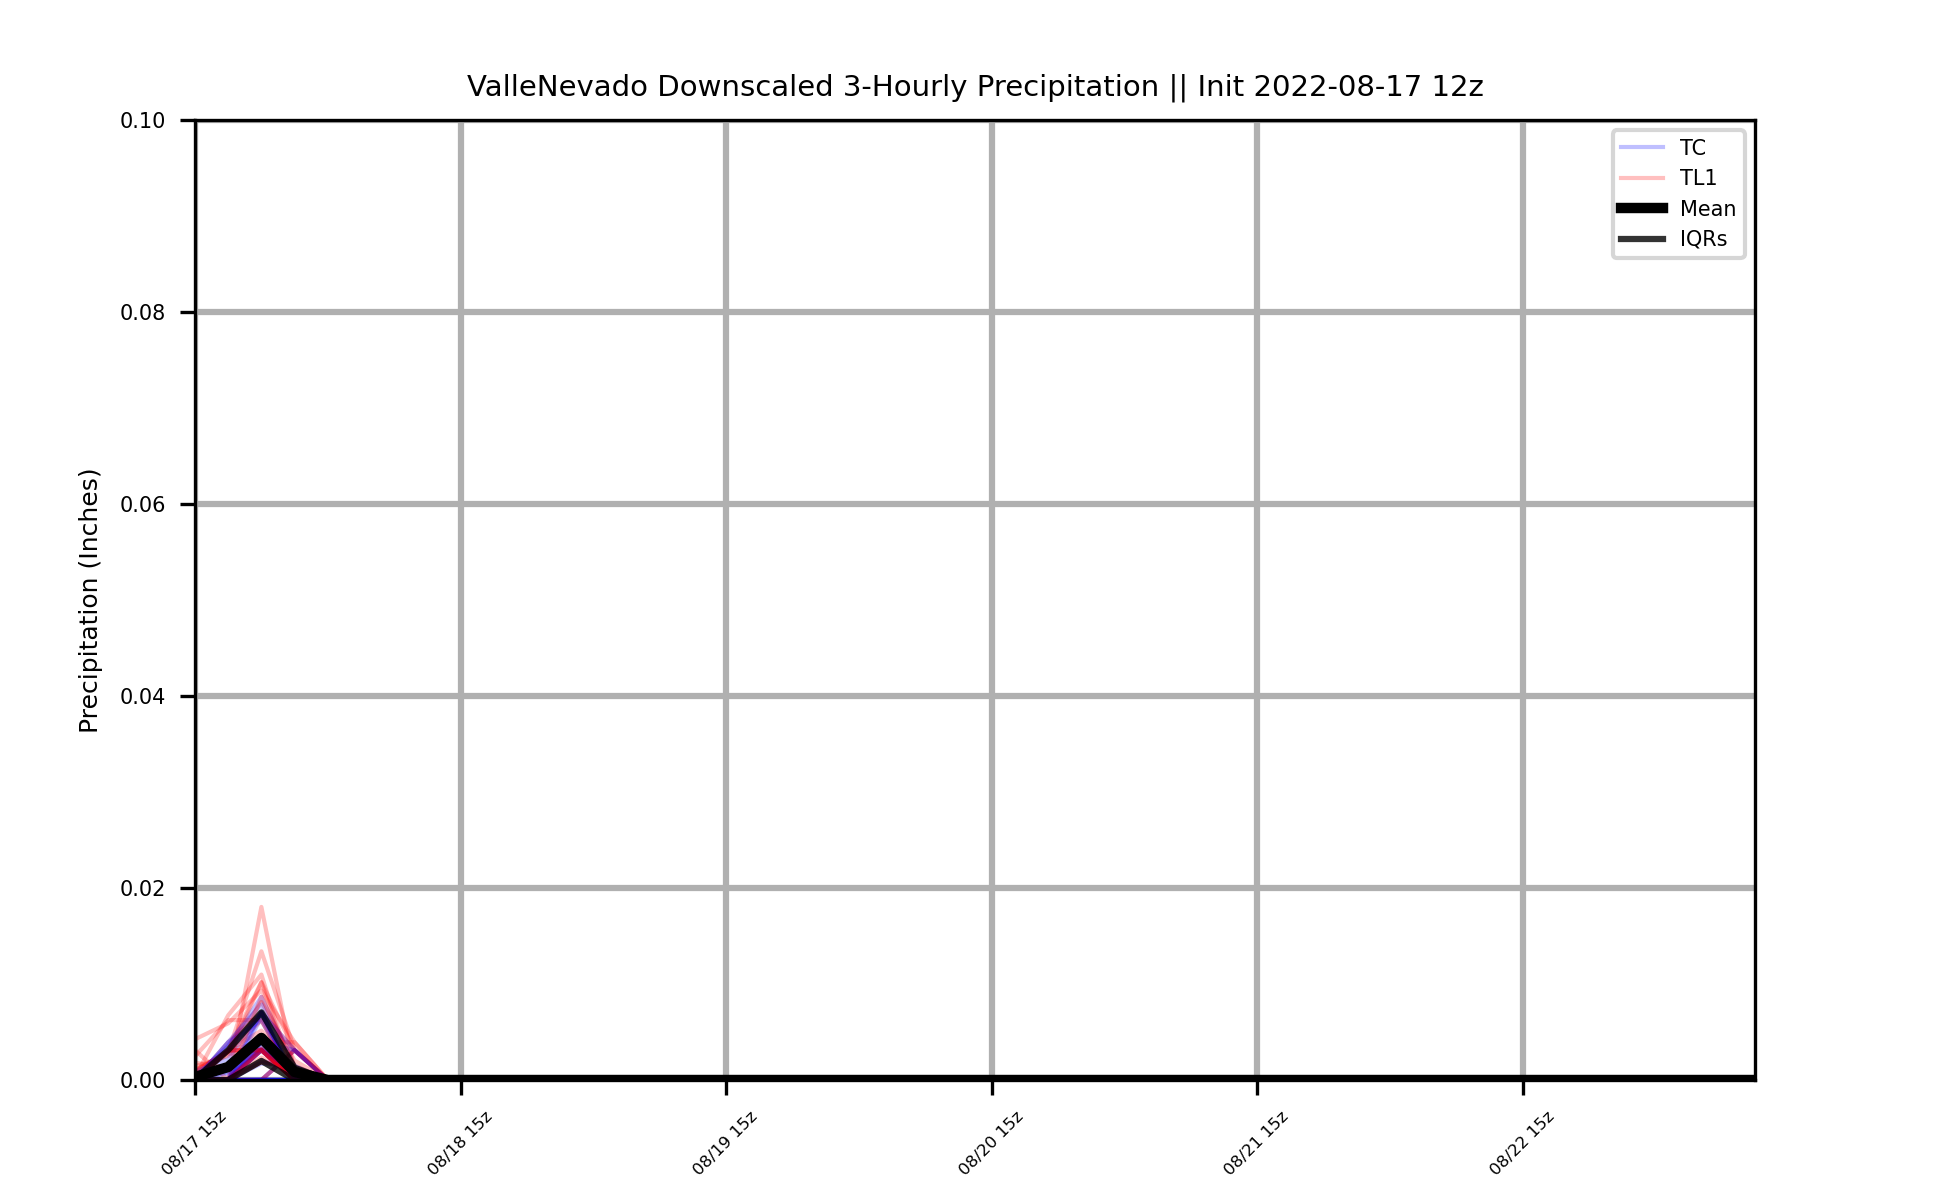 ValleNevado Downscaled 3-Hourly Precipitation || Init 2022-08-17 12z
0.10
0.08
0.06
0.04
0.02
0.00
Precipitation (Inches)
TC
TL1
Mean
IQRs
08/17 15z
08/18 15z
08/19 15z
08/20 15z
08/21 15z
08/22 15z